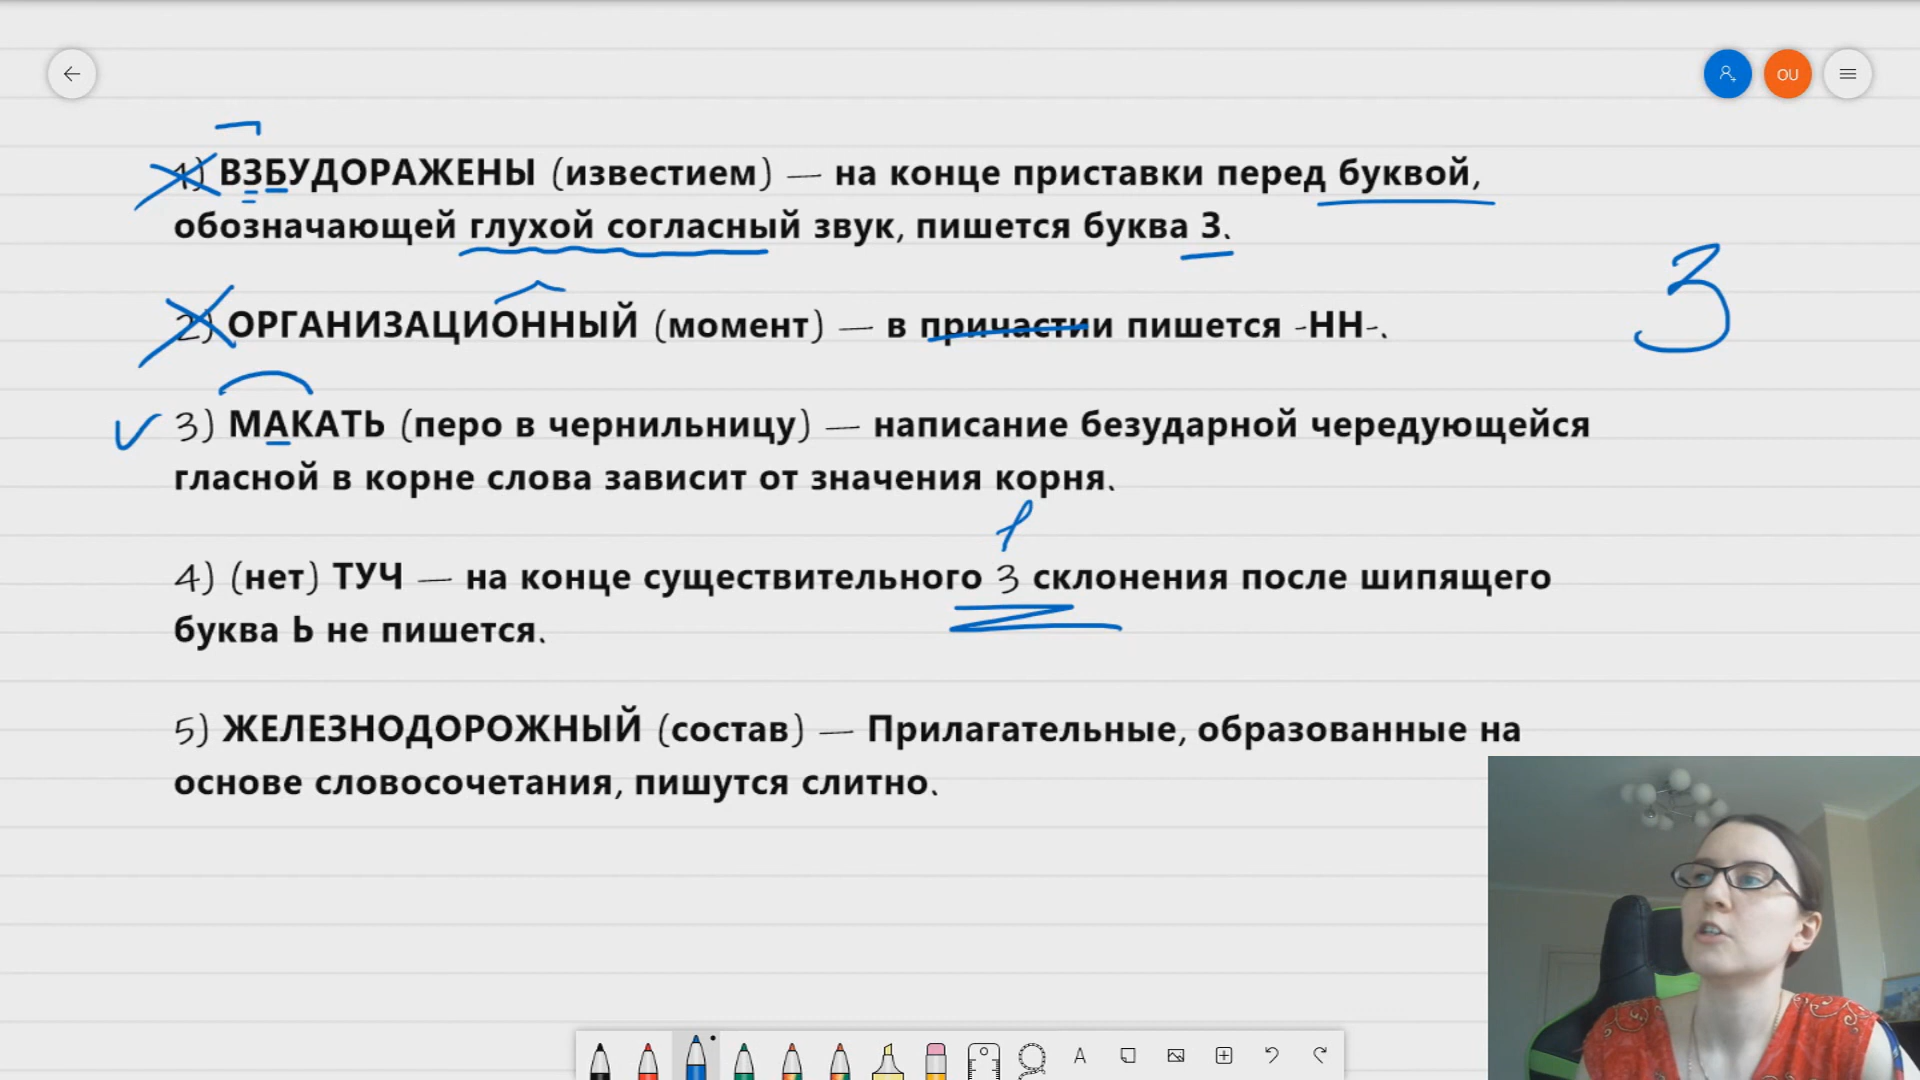 OU
1) ВЗБУДОРАЖЕНЫ (известием) — на конце приставки перед буквой,
обозначающей глухой согласный звук, пишется буква З.
3
2) ОРГАНИЗАЦИОННЫЙ (момент) — в причастии пишется -НН-.
3) МАКАТЬ (перо в чернильницу) — написание безударной чередующейся
гласной в корне слова зависит от значения корня.
4) (нет) ТУЧ — на конце существительного 3 склонения после шипящего
буква Ь не пишется.
5) ЖЕЛЕЗНОДОРОЖНЫЙ (состав) — Прилагательные, образованные на
основе словосочетания, пишутся слитно.